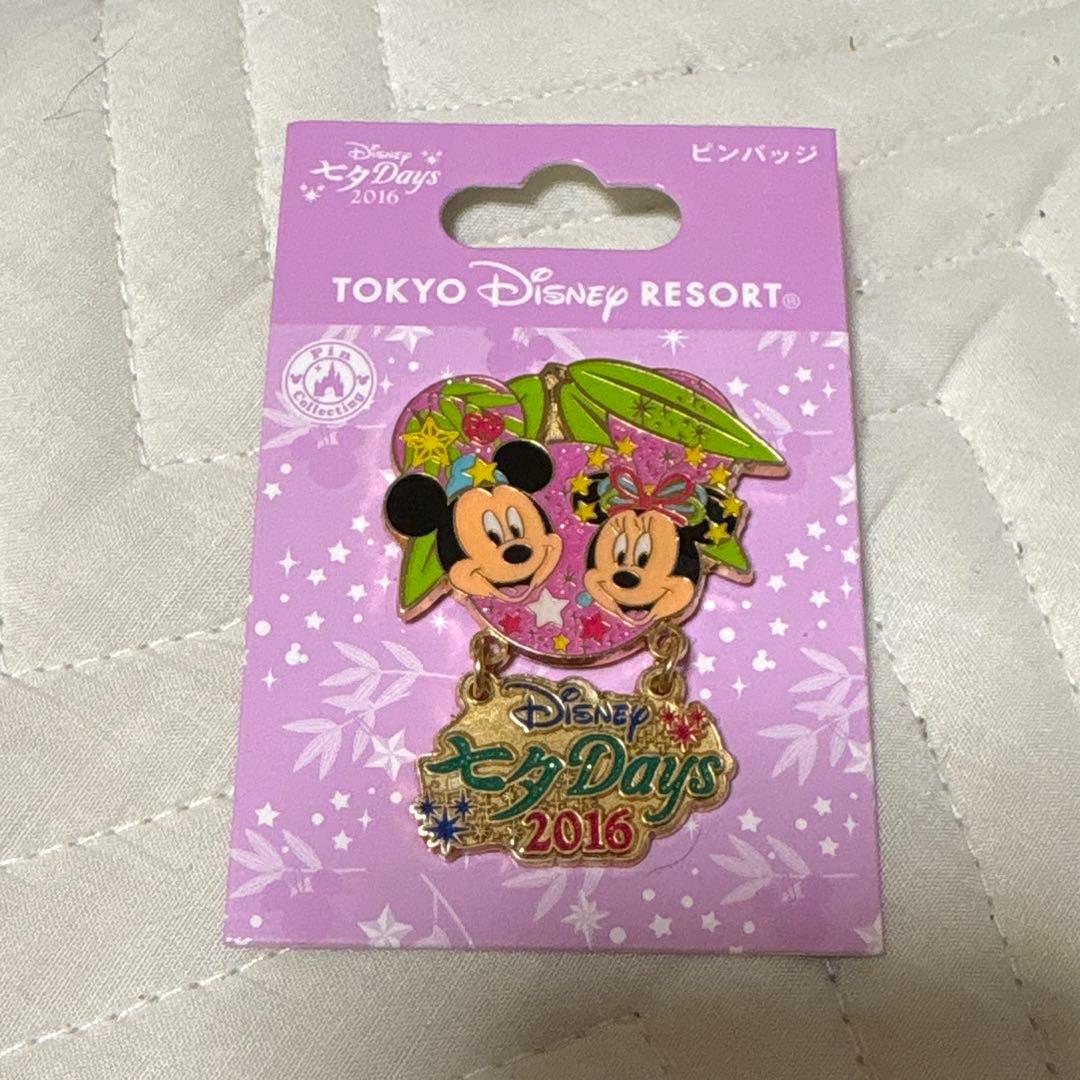 Disney
七夕Days
2016
ピンバッジ
TOKYO Disney RESORT®
Pin
Collecting
Disney
七夕Days
2016